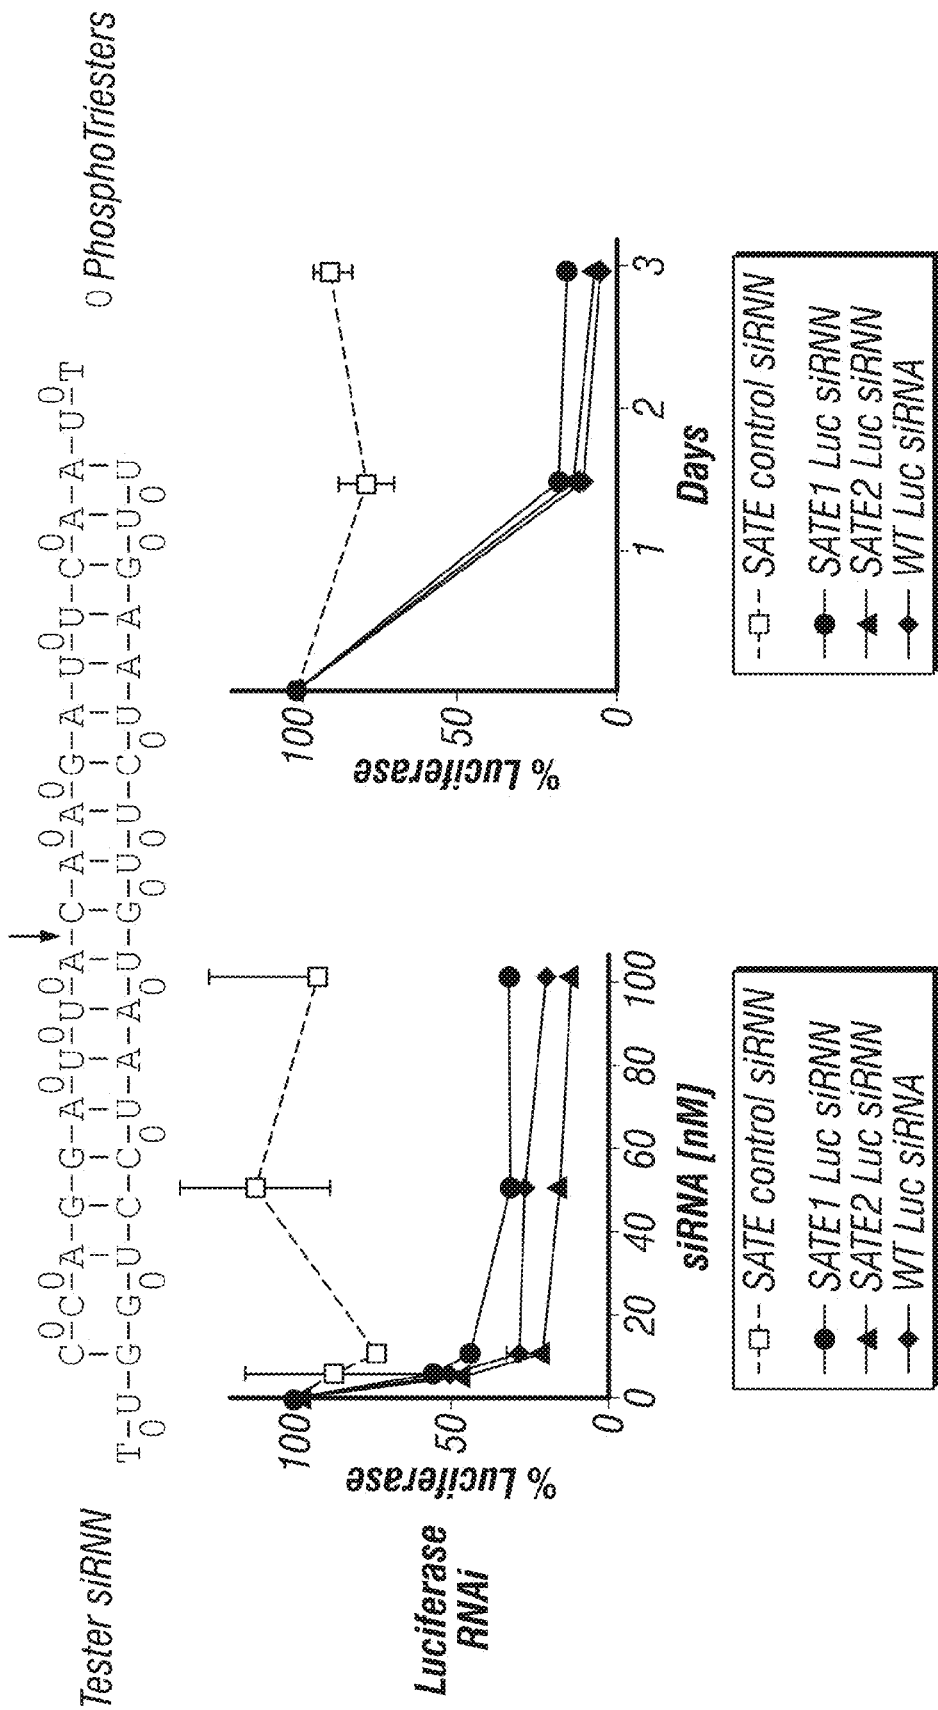 Tester siRNN
O O O O O O O O O O
C-C-A-G-G-A-U-U-A-C-A-A-G-A-U-U-C-A-A-U-T
T-U-G-G-U-C-C-U-A-A-U-G-U-U-C-U-A-A-G-U-U
O O O O O O O O O
O PhosphoTriesters
Luciferase
RNAi
% Luciferase
100
50
0
0 20 40 60 80 100
siRNA [nM]
SATE control siRNN
SATE1 Luc siRNN
SATE2 Luc siRNN
WT Luc siRNA
% Luciferase
100
50
0
1 2 3
Days
SATE control siRNN
SATE1 Luc siRNN
SATE2 Luc siRNN
WT Luc siRNA